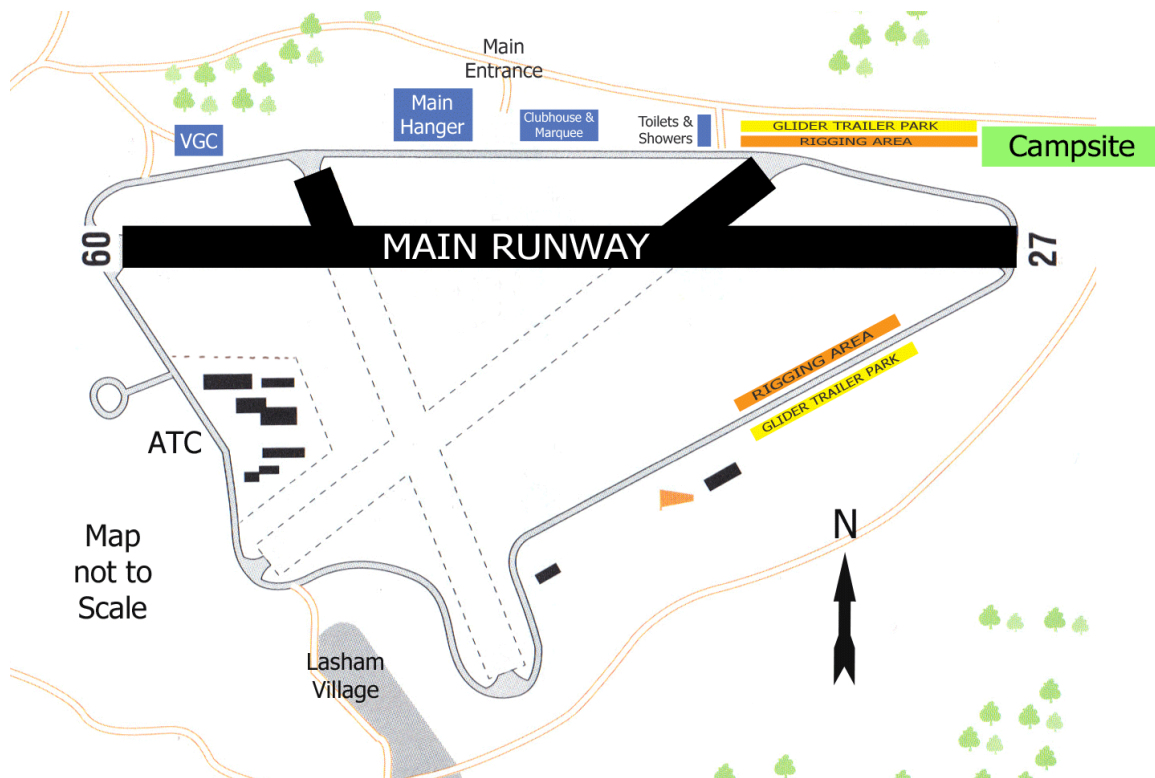 Main
Entrance
Main
Hanger
Clubhouse &
Marquee
Toilets &
Showers
GLIDER TRAILER PARK
RIGGING AREA
Campsite
VGC
09
MAIN RUNWAY
27
RIGGING AREA
GLIDER TRAILER PARK
ATC
Map
not to
Scale
N
Lasham
Village